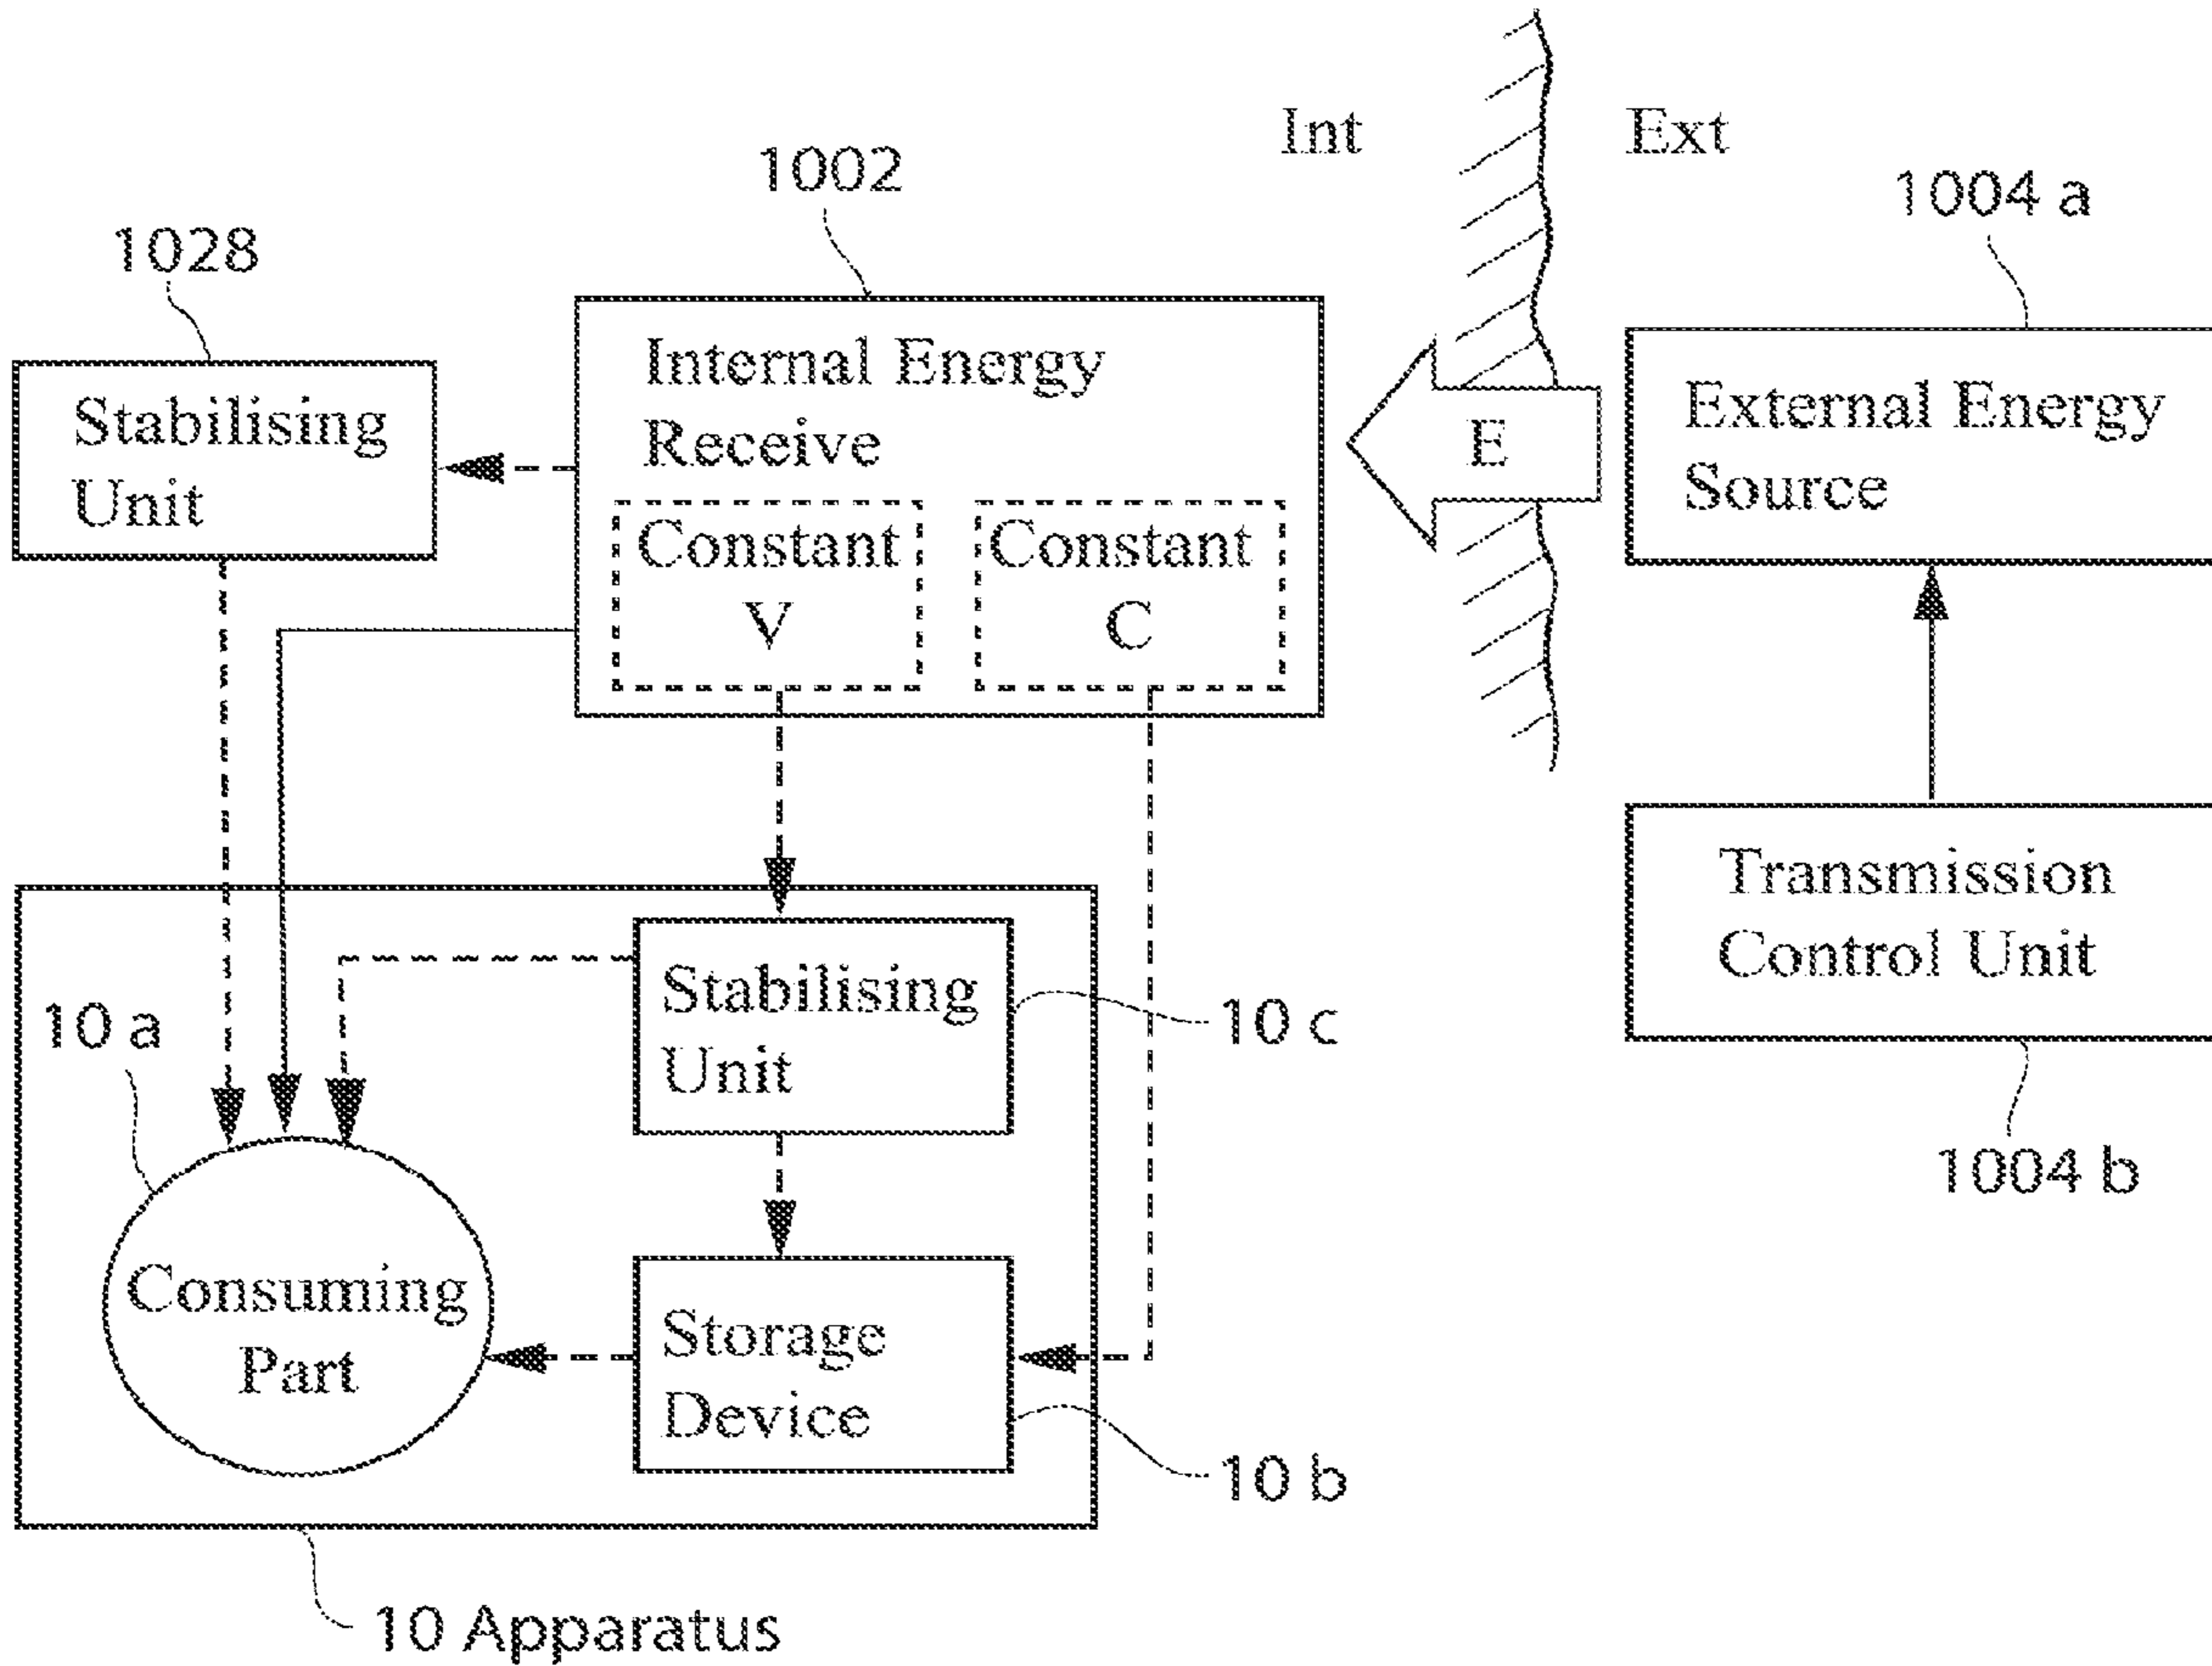 Int
Ext
1002
1004 a
1028
Internal Energy
Receive
Stabilising
Unit
E
External Energy
Source
Constant
V
Constant
C
Transmission
Control Unit
Stabilising
Unit
10 a
10 c
1004 b
Consuming
Part
Storage
Device
10 b
10 Apparatus